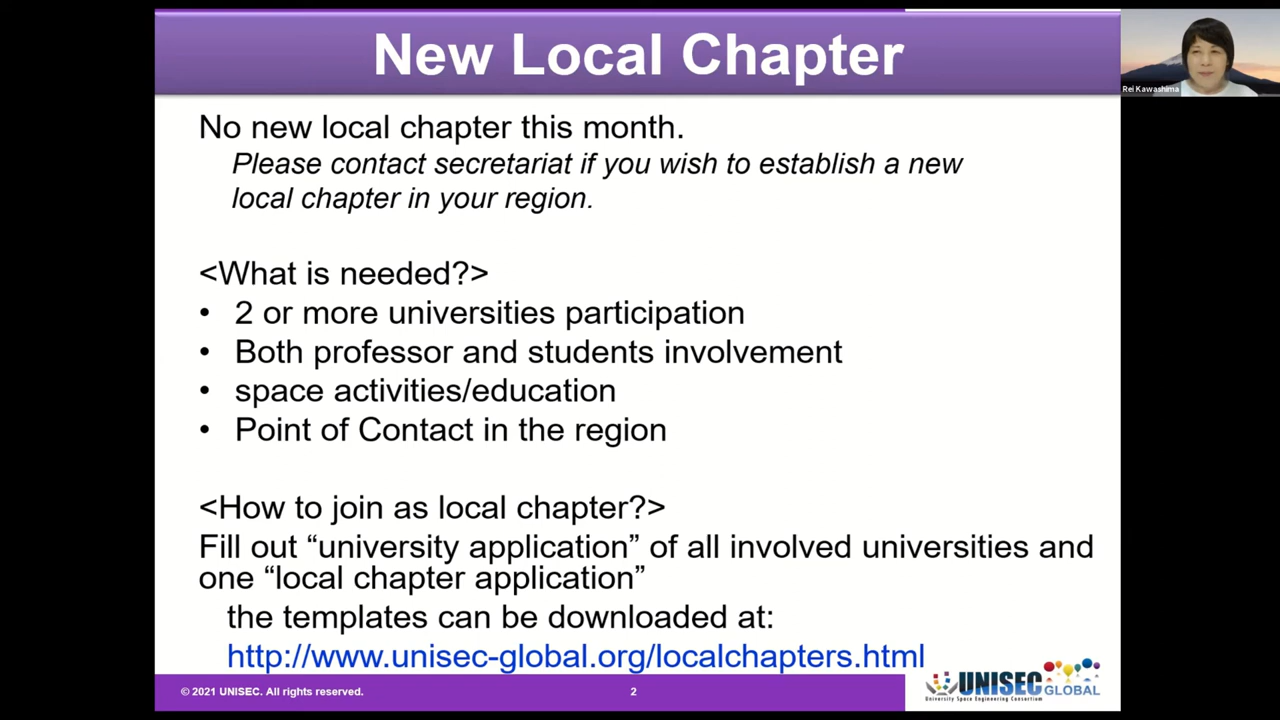 New Local Chapter
Rei Kawashima
No new local chapter this month.
Please contact secretariat if you wish to establish a new
local chapter in your region.
<What is needed?>
• 2 or more universities participation
• Both professor and students involvement
• space activities/education
• Point of Contact in the region
<How to join as local chapter?>
Fill out “university application” of all involved universities and
one “local chapter application”
the templates can be downloaded at:
http://www.unisec-global.org/localchapters.html
© 2021 UNISEC. All rights reserved.
2
UNISEC GLOBAL
University Space Engineering Consortium